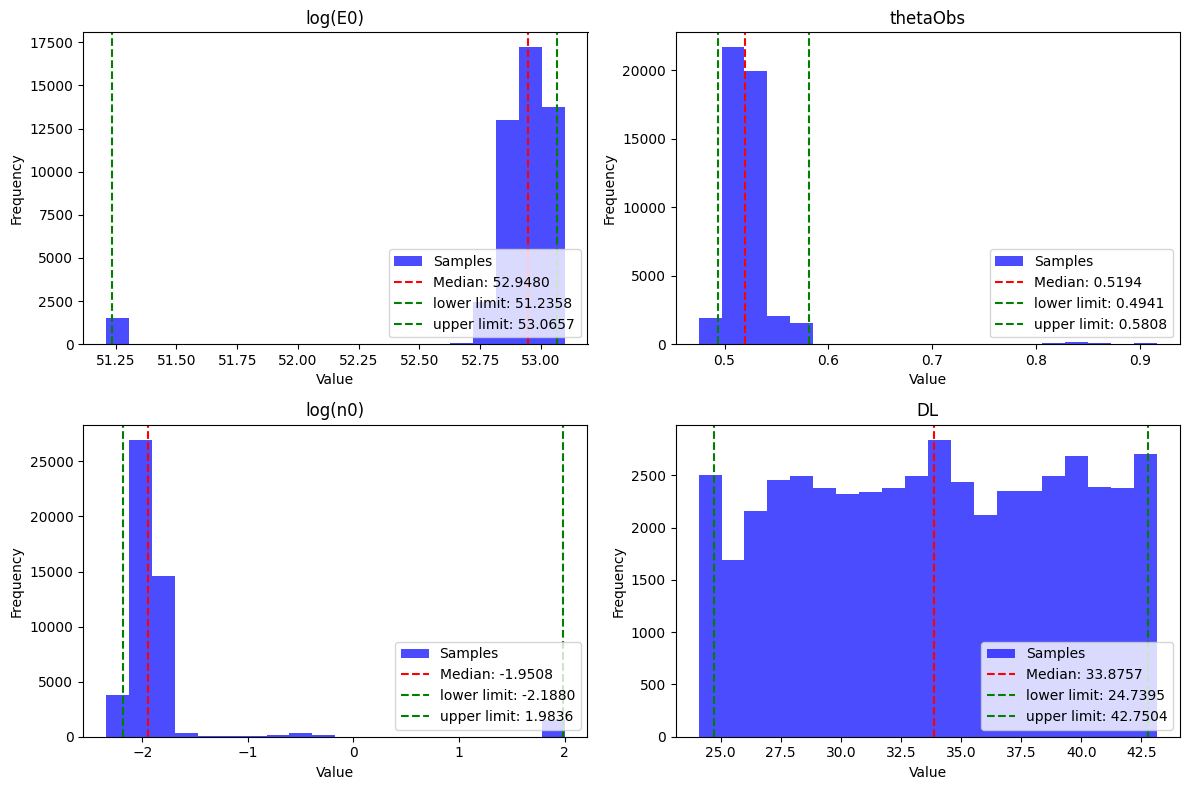 log(E0)
Frequency
17500
15000
12500
10000
7500
5000
2500
0
51.25 51.50 51.75 52.00 52.25 52.50 52.75 53.00
Value
Samples
Median: 52.9480
lower limit: 51.2358
upper limit: 53.0657
thetaObs
Frequency
20000
15000
10000
5000
0
0.5 0.6 0.7 0.8 0.9
Value
Samples
Median: 0.5194
lower limit: 0.4941
upper limit: 0.5808
log(n0)
Frequency
25000
20000
15000
10000
5000
0
−2 −1 0 1 2
Value
Samples
Median: -1.9508
lower limit: -2.1880
upper limit: 1.9836
DL
Frequency
2500
2000
1500
1000
500
0
25.0 27.5 30.0 32.5 35.0 37.5 40.0 42.5
Value
Samples
Median: 33.8757
lower limit: 24.7395
upper limit: 42.7504